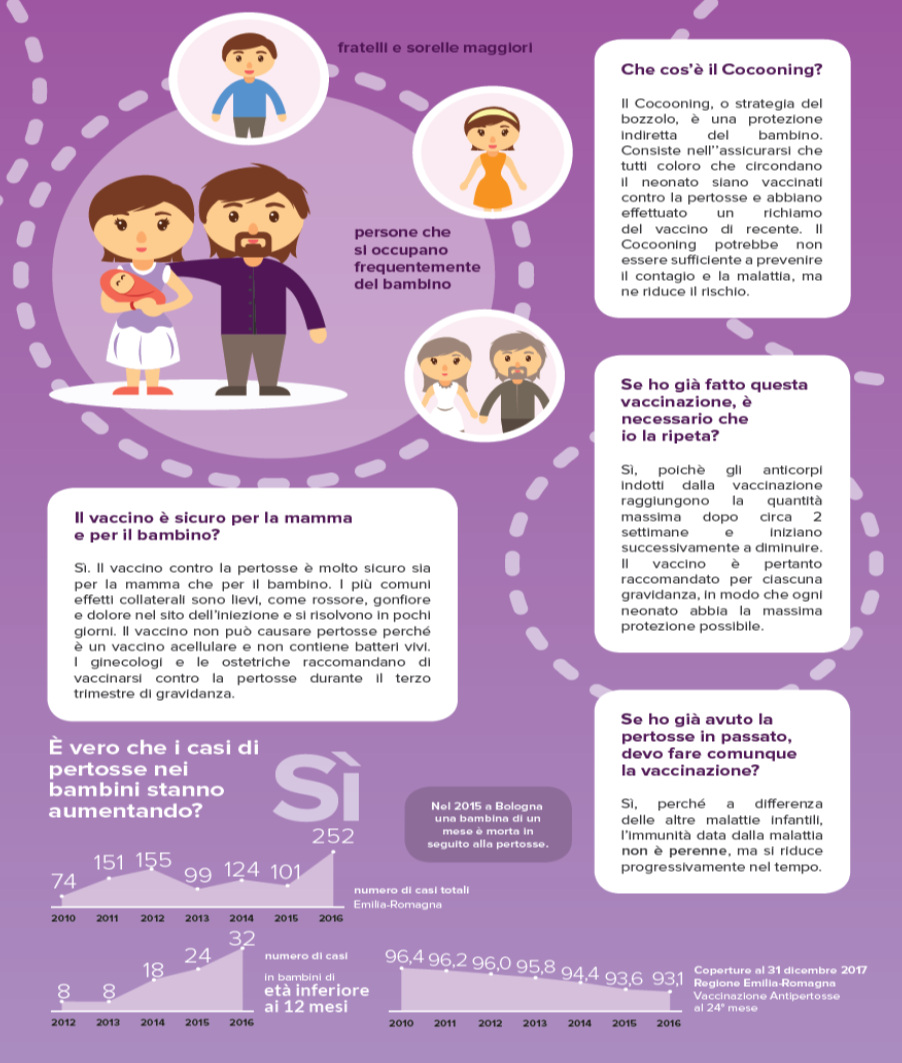 fratelli e sorelle maggiori
persone che
si occupano
frequentemente
del bambino
Che cos'è il Cocooning?
Il Cocooning, o strategia del
bozzolo, è una protezione
indiretta del bambino.
Consiste nell''assicurarsi che
tutti coloro che circondano
il neonato siano vaccinati
contro la pertosse e abbiano
effettuato un richiamo
del vaccino di recente. Il
Cocooning potrebbe non
essere sufficiente a prevenire
il contagio e la malattia, ma
ne riduce il rischio.
Se ho già fatto questa
vaccinazione, è
necessario che
io la ripeta?
Sì, poichè gli anticorpi
indotti dalla vaccinazione
raggiungono la quantità
massima dopo circa 2
settimane e iniziano
successivamente a diminuire.
Il vaccino è pertanto
raccomandato per ciascuna
gravidanza, in modo che ogni
neonato abbia la massima
protezione possibile.
Il vaccino è sicuro per la mamma
e per il bambino?
Sì. Il vaccino contro la pertosse è molto sicuro sia
per la mamma che per il bambino. I più comuni
effetti collaterali sono lievi, come rossore, gonfiore
e dolore nel sito dell'iniezione e si risolvono in pochi
giorni. Il vaccino non può causare pertosse perché
è un vaccino acellulare e non contiene batteri vivi.
I ginecologi e le ostetriche raccomandano di
vaccinarsi contro la pertosse durante il terzo
trimestre di gravidanza.
Se ho già avuto la
pertosse in passato,
devo fare comunque
la vaccinazione?
Sì, perché a differenza
delle altre malattie infantili,
l'immunità data dalla malattia
non è perenne, ma si riduce
progressivamente nel tempo.
È vero che i casi di
pertosse nei
bambini stanno
aumentando?
Sì
Nel 2015 a Bologna
una bambina di un
mese è morta in
seguito alla pertosse.
74 151 155 99 124 101 252
2010 2011 2012 2013 2014 2015 2016
numero di casi totali
Emilia-Romagna
8 8 18 24 32
2012 2013 2014 2015 2016
numero di casi
in bambini di
età inferiore
ai 12 mesi
96,4 96,2 96,0 95,8 94,4 93,6 93,1
2010 2011 2012 2013 2014 2015 2016
Coperture al 31 dicembre 2017
Regione Emilia-Romagna
Vaccinazione Antipertosse
al 24° mese